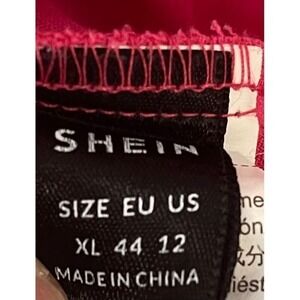 SHEIN
SIZE EU US
XL 44 12
MADE IN CHINA